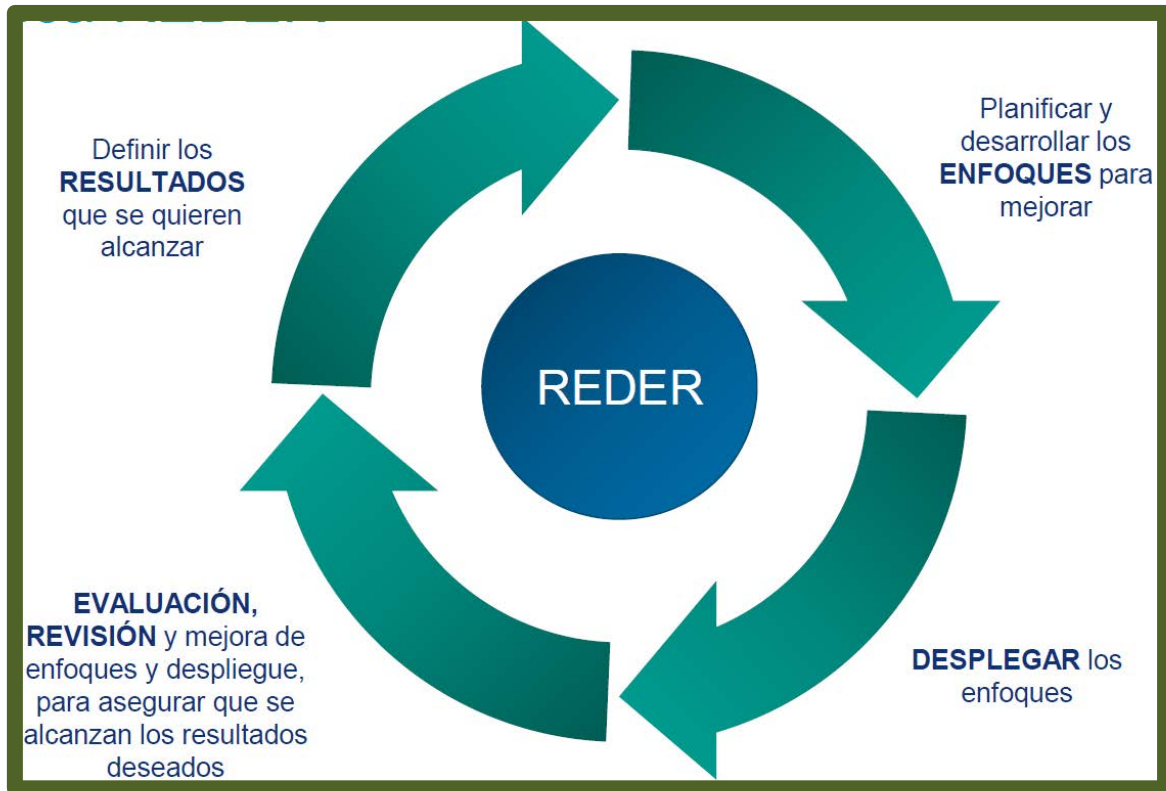 Definir los
RESULTADOS
que se quieren
alcanzar
Planificar y
desarrollar los
ENFOQUES para
mejorar
REDER
EVALUACIÓN,
REVISIÓN y mejora de
enfoques y despliegue,
para asegurar que se
alcanzan los resultados
deseados
DESPLEGAR los
enfoques